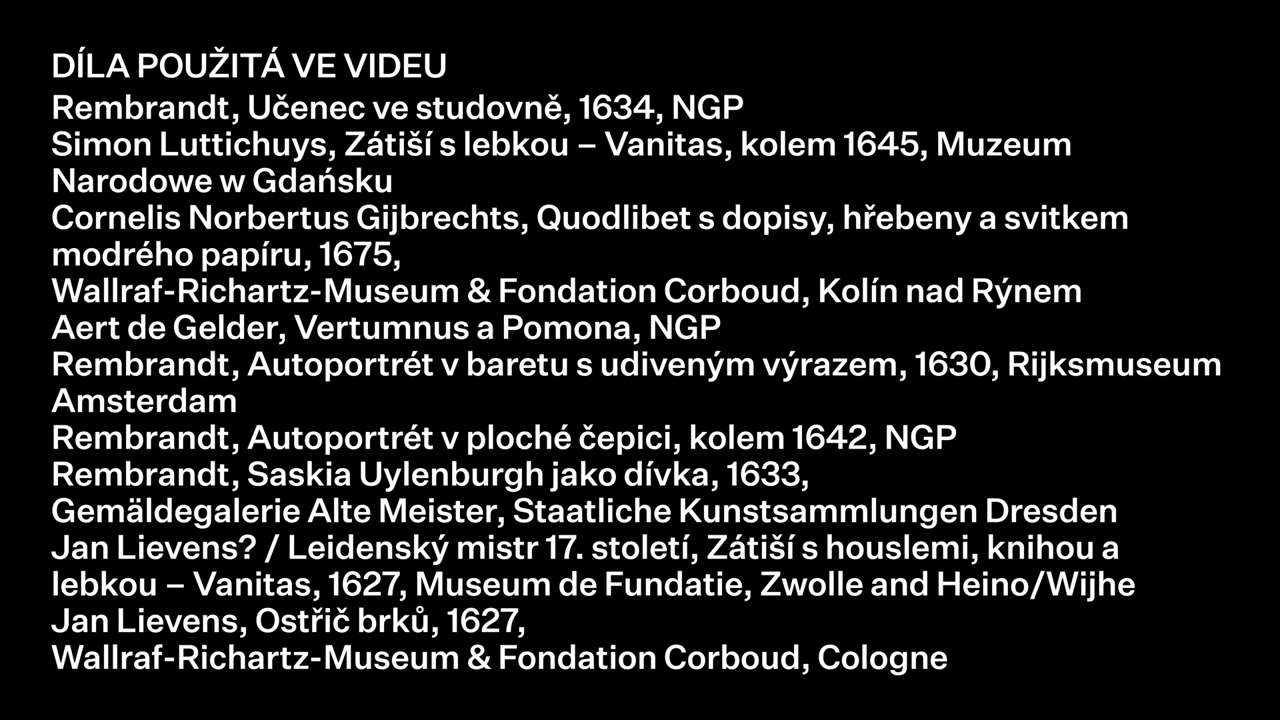 DÍLA POUŽITÁ VE VIDEU
Rembrandt, Učenec ve studovně, 1634, NGP
Simon Luttichuys, Zátiší s lebkou – Vanitas, kolem 1645, Muzeum
Narodowe w Gdańsku
Cornelis Norbertus Gijbrechts, Quodlibet s dopisy, hřebeny a svitkem
modrého papíru, 1675,
Wallraf-Richartz-Museum & Fondation Corboud, Kolín nad Rýnem
Aert de Gelder, Vertumnus a Pomona, NGP
Rembrandt, Autoportrét v baretu s udiveným výrazem, 1630, Rijksmuseum
Amsterdam
Rembrandt, Autoportrét v ploché čepici, kolem 1642, NGP
Rembrandt, Saskia Uylenburgh jako dívka, 1633,
Gemäldegalerie Alte Meister, Staatliche Kunstsammlungen Dresden
Jan Lievens? / Leidenský mistr 17. století, Zátiší s houslemi, knihou a
lebkou – Vanitas, 1627, Museum de Fundatie, Zwolle and Heino/Wijhe
Jan Lievens, Ostřič brků, 1627,
Wallraf-Richartz-Museum & Fondation Corboud, Cologne